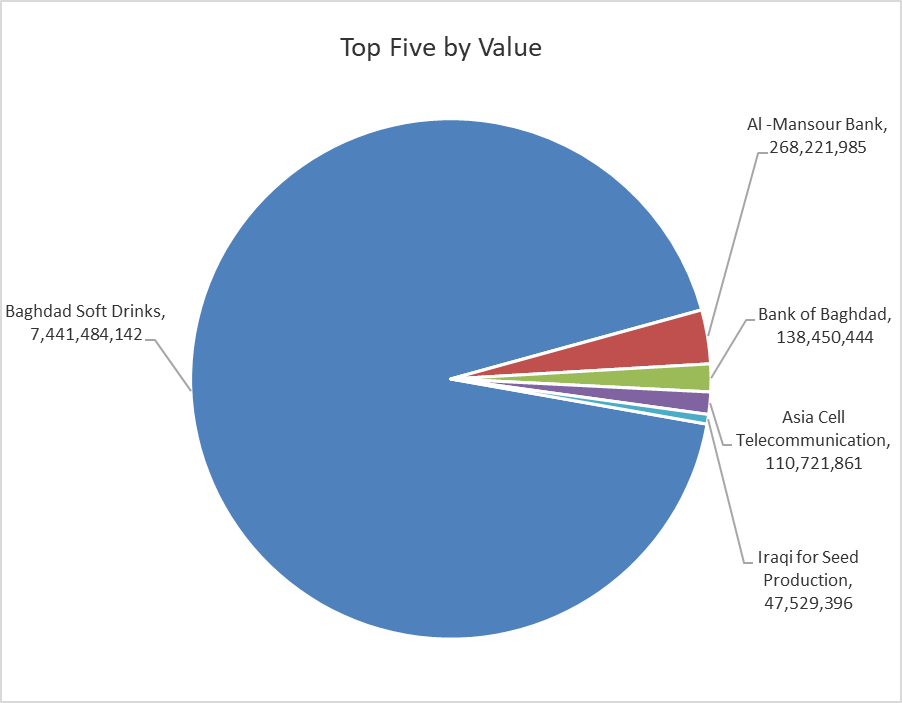 Top Five by Value
Al -Mansour Bank,
268,221,985
Baghdad Soft Drinks,
7,441,484,142
Bank of Baghdad,
138,450,444
Asia Cell
Telecommunication,
110,721,861
Iraqi for Seed
Production,
47,529,396